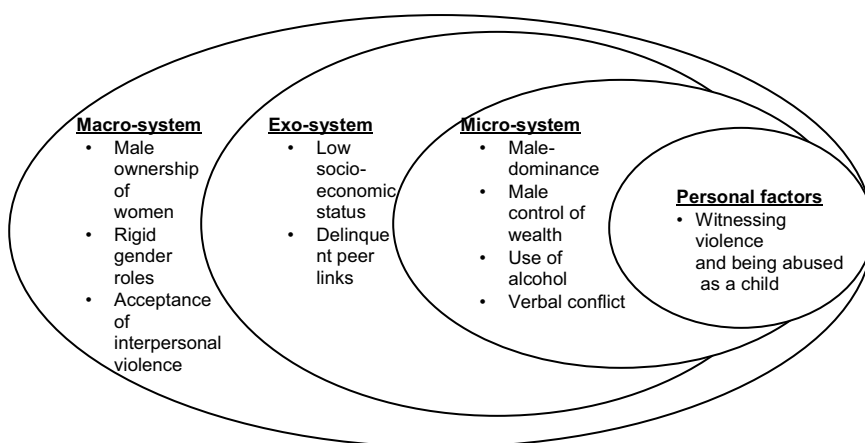 Macro-system
• Male
ownership
of
women
• Rigid
gender
roles
• Acceptance
of
interpersonal
violence
Exo-system
• Low
socio-
economic
status
• Delinque
nt peer
links
Micro-system
• Male-
dominance
• Male
control of
wealth
• Use of
alcohol
• Verbal conflict
Personal factors
• Witnessing
violence
and being abused
as a child